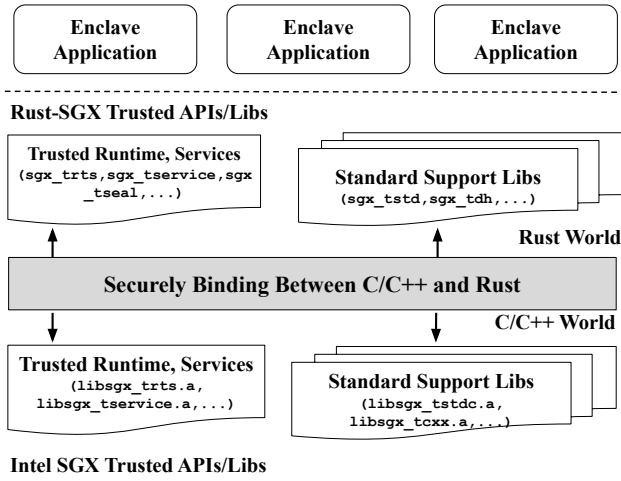 Enclave
Application
Enclave
Application
Enclave
Application
Rust-SGX Trusted APIs/Libs
Trusted Runtime, Services
(sgx_trts,sgx_tservice,sgx
_tseal,...)
Standard Support Libs
(sgx_tstd,sgx_tdh,...)
Rust World
Securely Binding Between C/C++ and Rust
C/C++ World
Trusted Runtime, Services
(libsgx_trts.a,
libsgx_tservice.a,...)
Standard Support Libs
(libsgx_tstdc.a,
libsgx_tcxx.a,...)
Intel SGX Trusted APIs/Libs